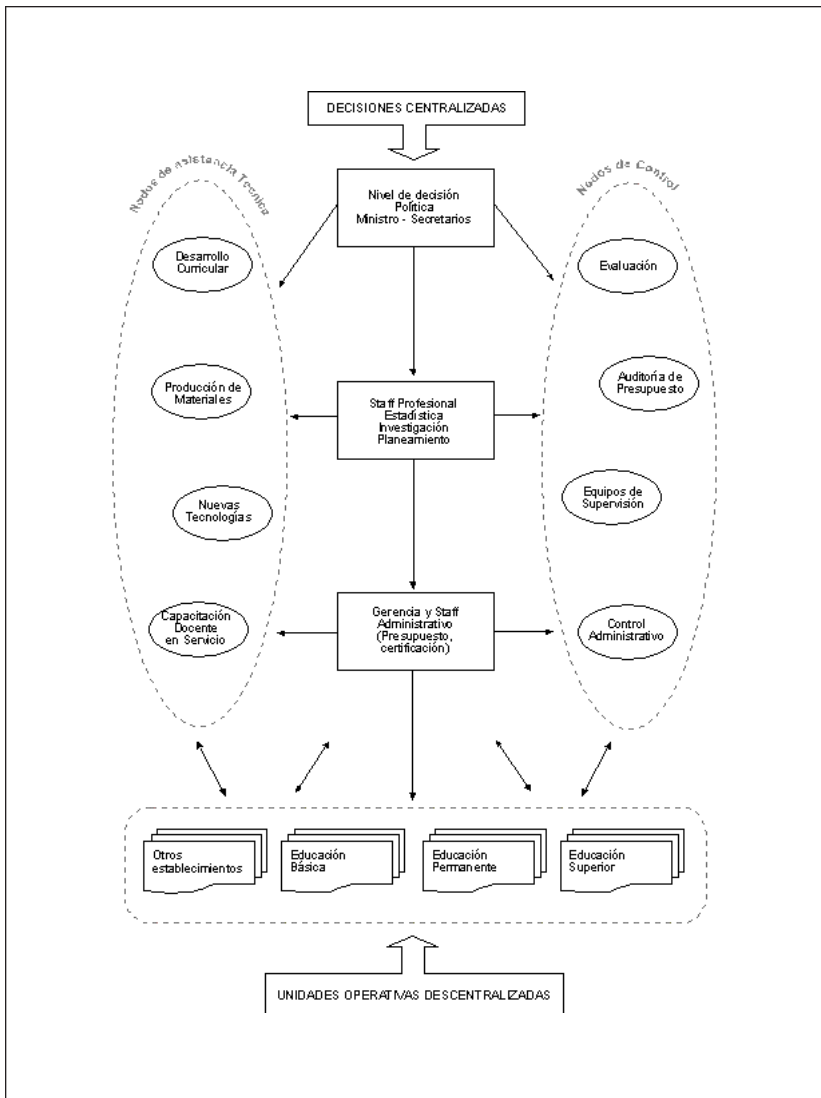 DECISIONES CENTRALIZADAS
Nodos de asistencia Técnica
Nodos de Control
Nivel de decisión
Política
Ministro - Secretarios
Desarrollo
Curricular
Evaluación
Producción de
Materiales
Staff Profesional
Estadística
Investigación
Planeamiento
Auditoría de
Presupuesto
Nuevas
Tecnologías
Equipos de
Supervisión
Capacitación
Docente
en Servicio
Gerencia y Staff
Administrativo
(Presupuesto,
certificación)
Control
Administrativo
Otros
establecimientos
Educación
Básica
Educación
Permanente
Educación
Superior
UNIDADES OPERATIVAS DESCENTRALIZADAS